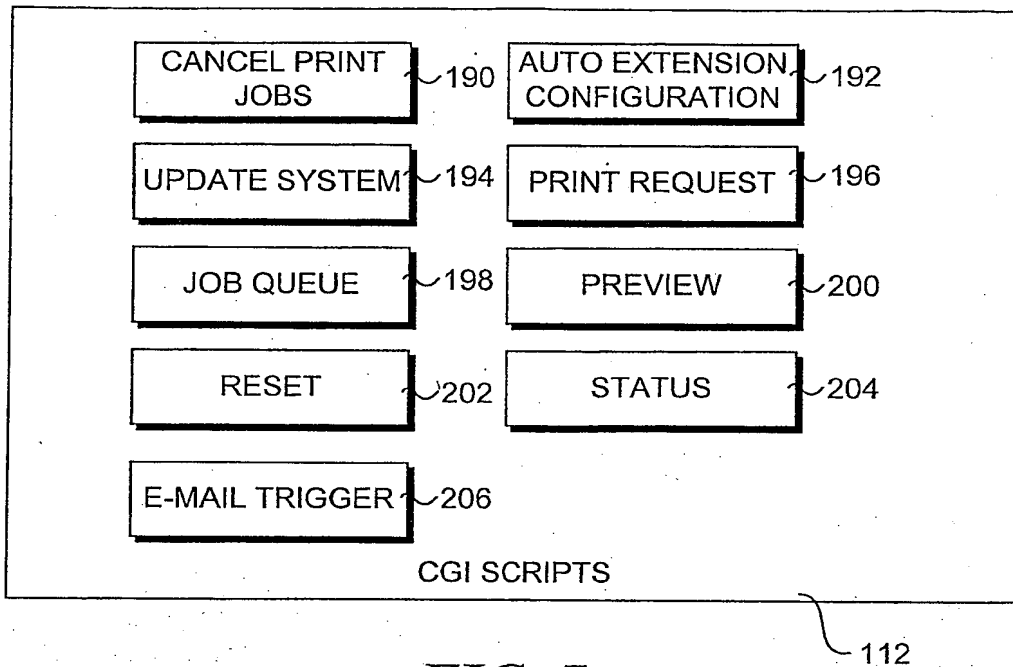 CANCEL PRINT
JOBS
190
AUTO EXTENSION
CONFIGURATION
192
UPDATE SYSTEM
194
PRINT REQUEST
196
JOB QUEUE
198
PREVIEW
200
RESET
202
STATUS
204
E-MAIL TRIGGER
206
CGI SCRIPTS
112